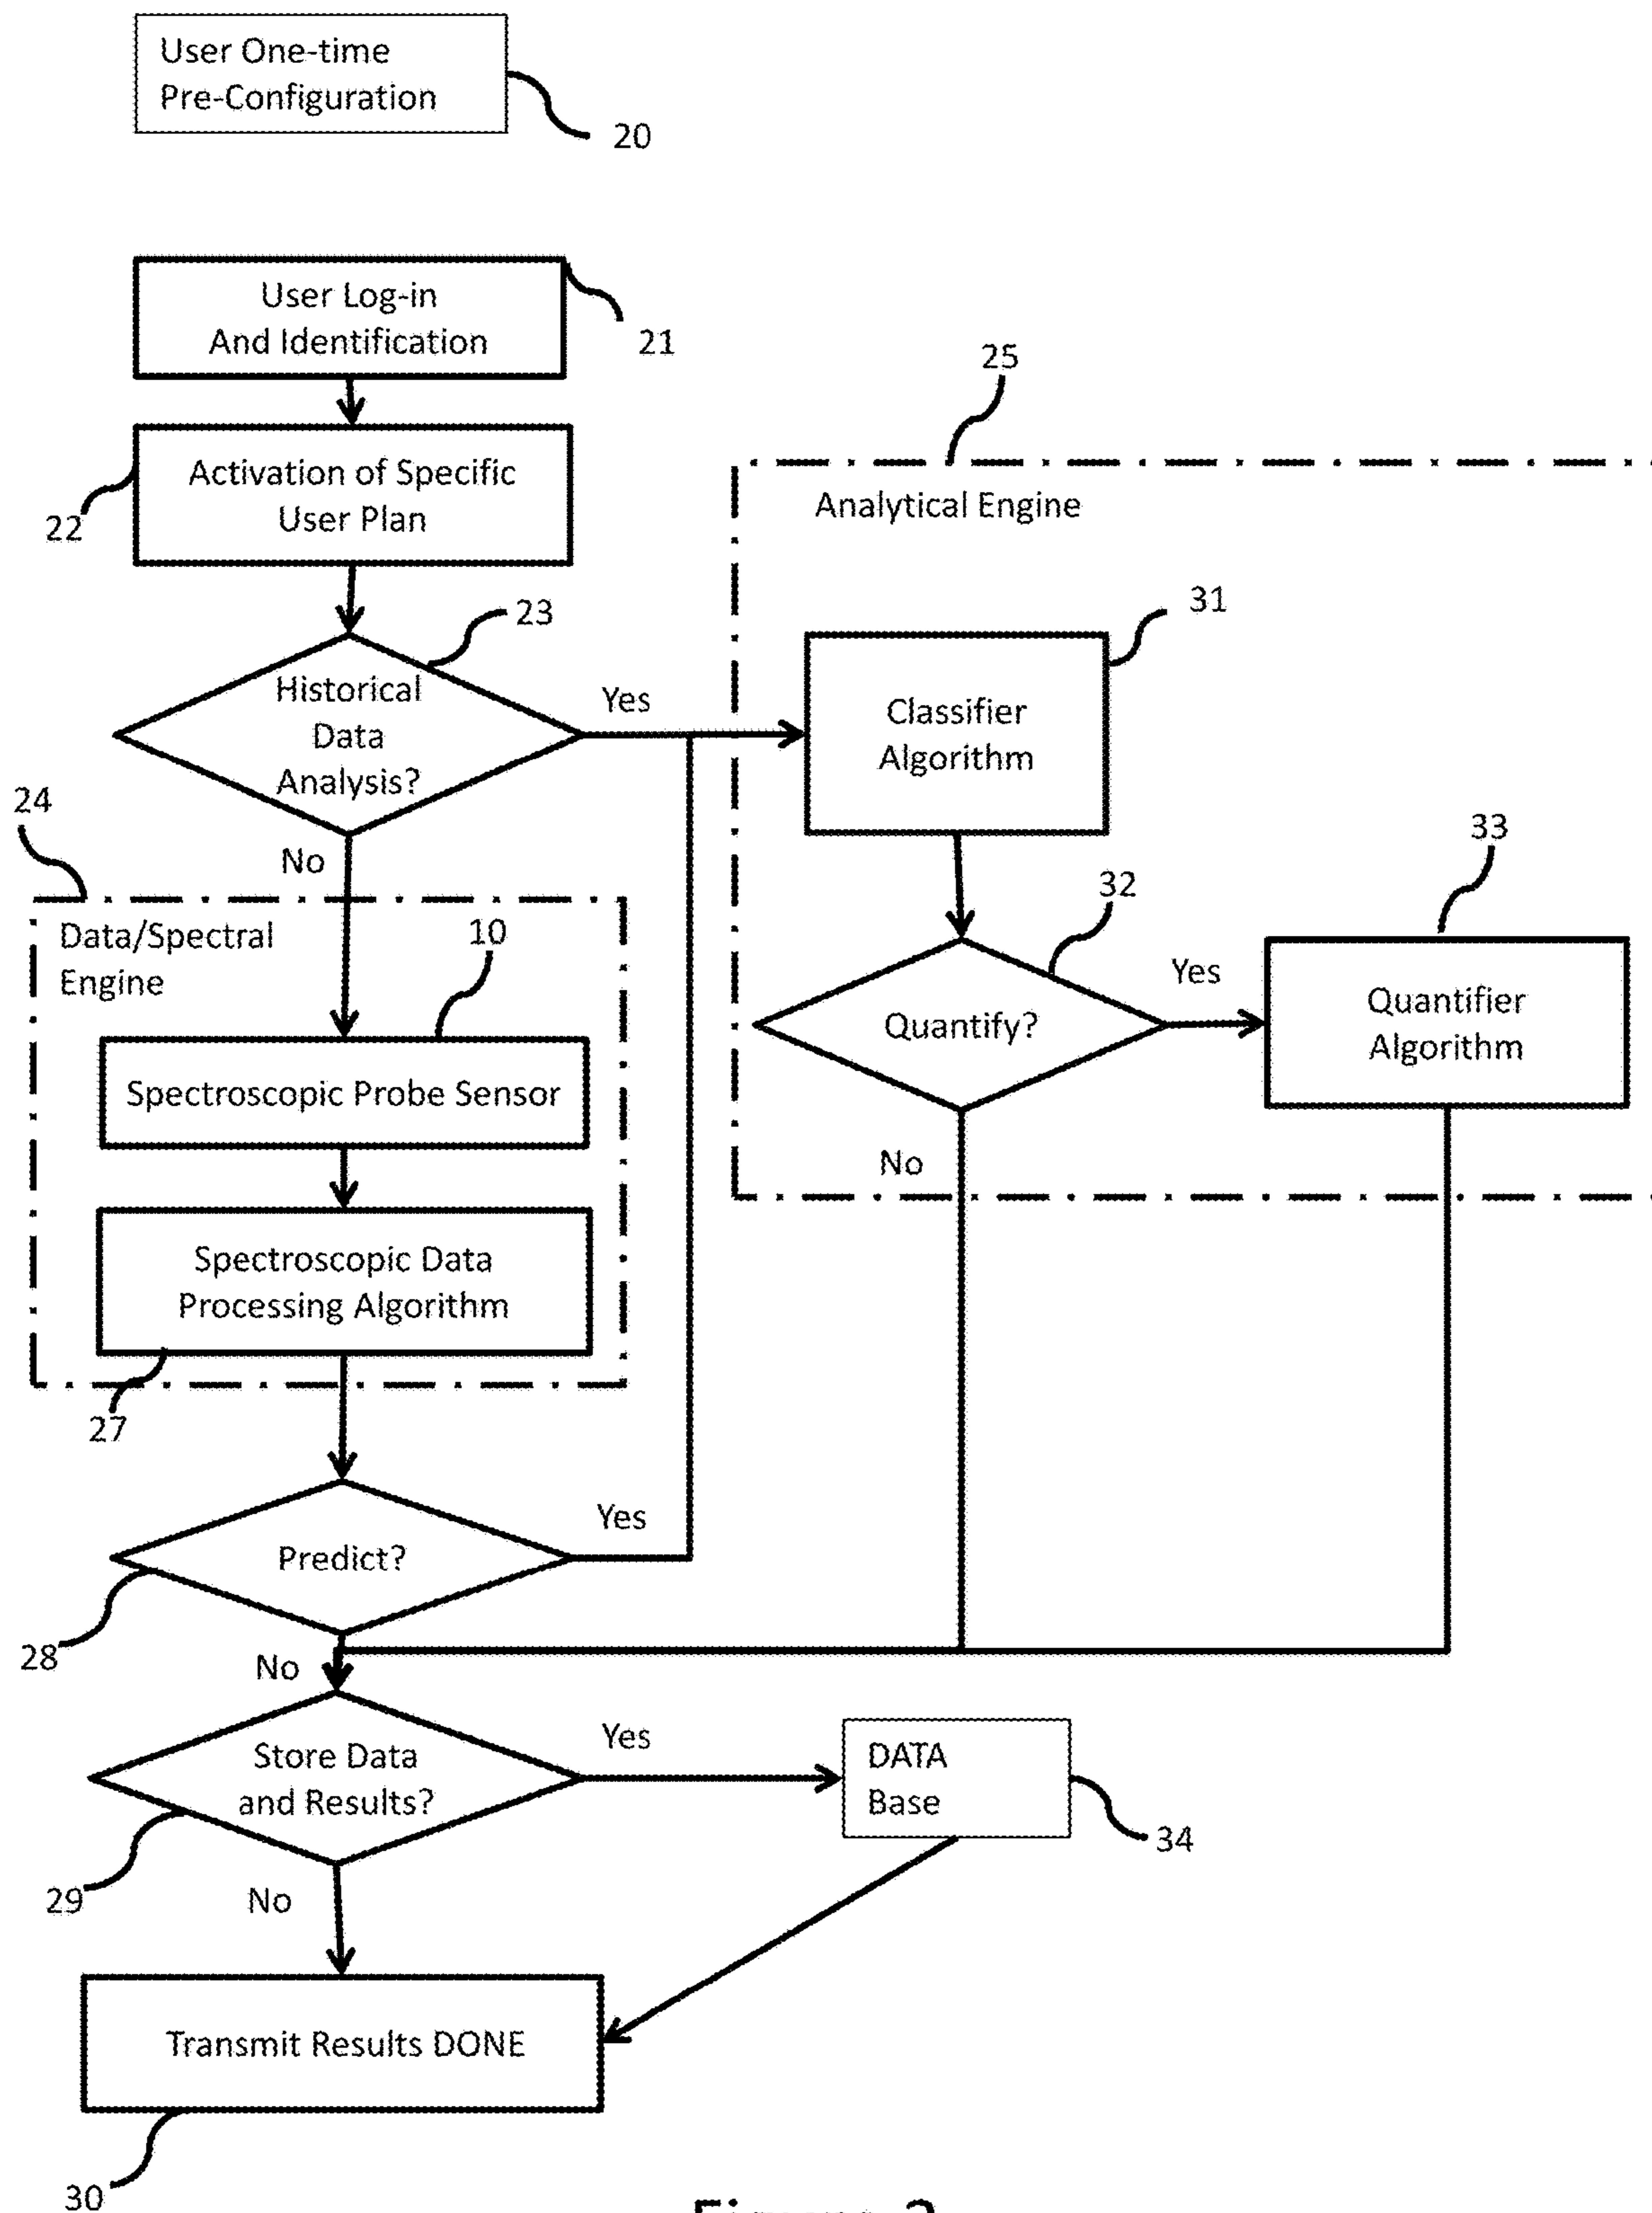 User One-time
Pre-Configuration
20
User Log-in
And Identification
21
Activation of Specific
User Plan
22
25
Analytical Engine
23
Historical
Data
Analysis?
Yes
No
31
Classifier
Algorithm
24
Data/Spectral
Engine
10
Spectroscopic Probe Sensor
Spectroscopic Data
Processing Algorithm
27
32
Quantify?
Yes
No
33
Quantifier
Algorithm
Predict?
Yes
28
No
Store Data
and Results?
Yes
29
No
DATA
Base
34
Transmit Results DONE
30